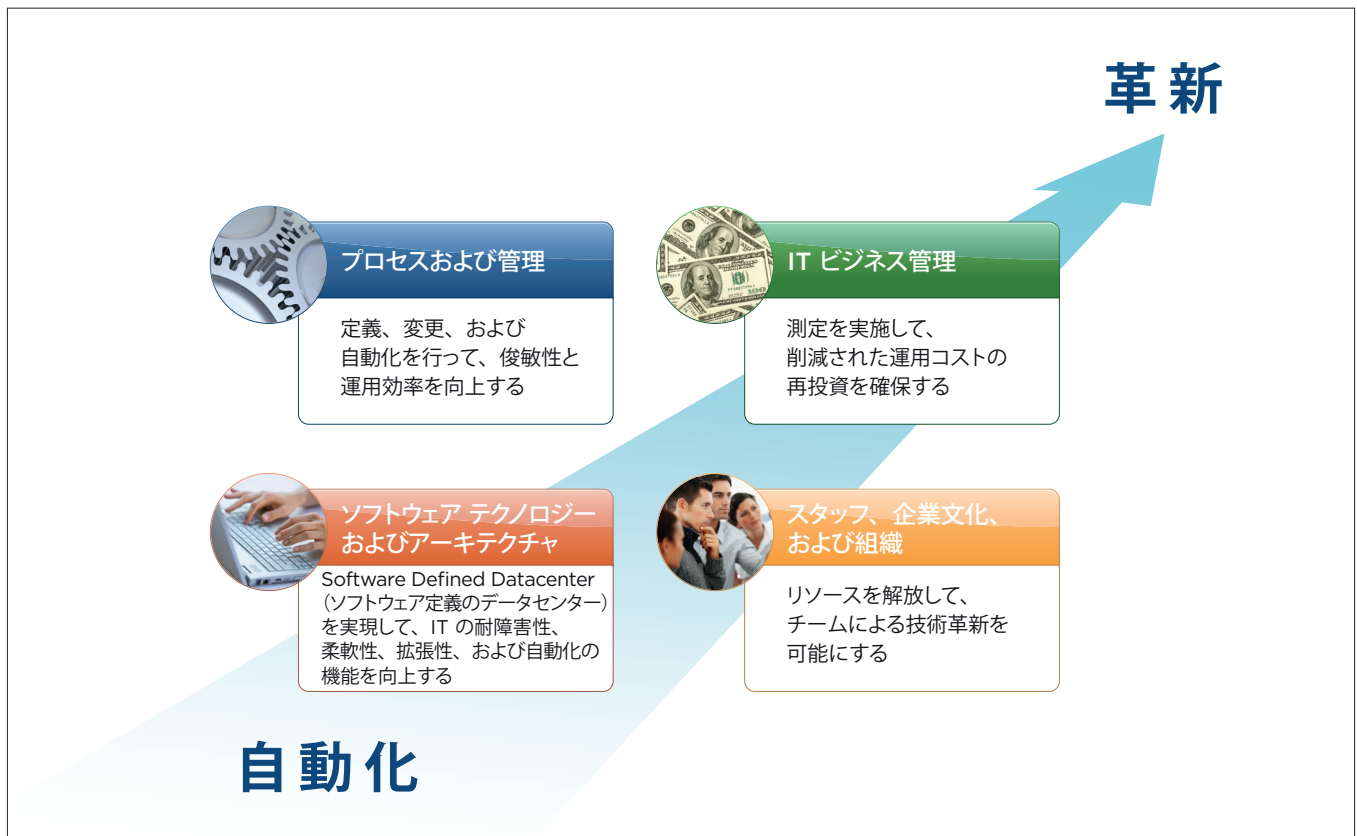 革新
プロセスおよび管理
定義、変更、および
自動化を行って、俊敏性と
運用効率を向上する
IT ビジネス管理
測定を実施して、
削減された運用コストの
再投資を確保する
ソフトウェア テクノロジー
およびアーキテクチャ
Software Defined Datacenter
（ソフトウェア定義のデータセンター）
を実現して、IT の耐障害性、
柔軟性、拡張性、および自動化の
機能を向上する
スタッフ、企業文化、
および組織
リソースを解放して、
チームによる技術革新を
可能にする
自動化